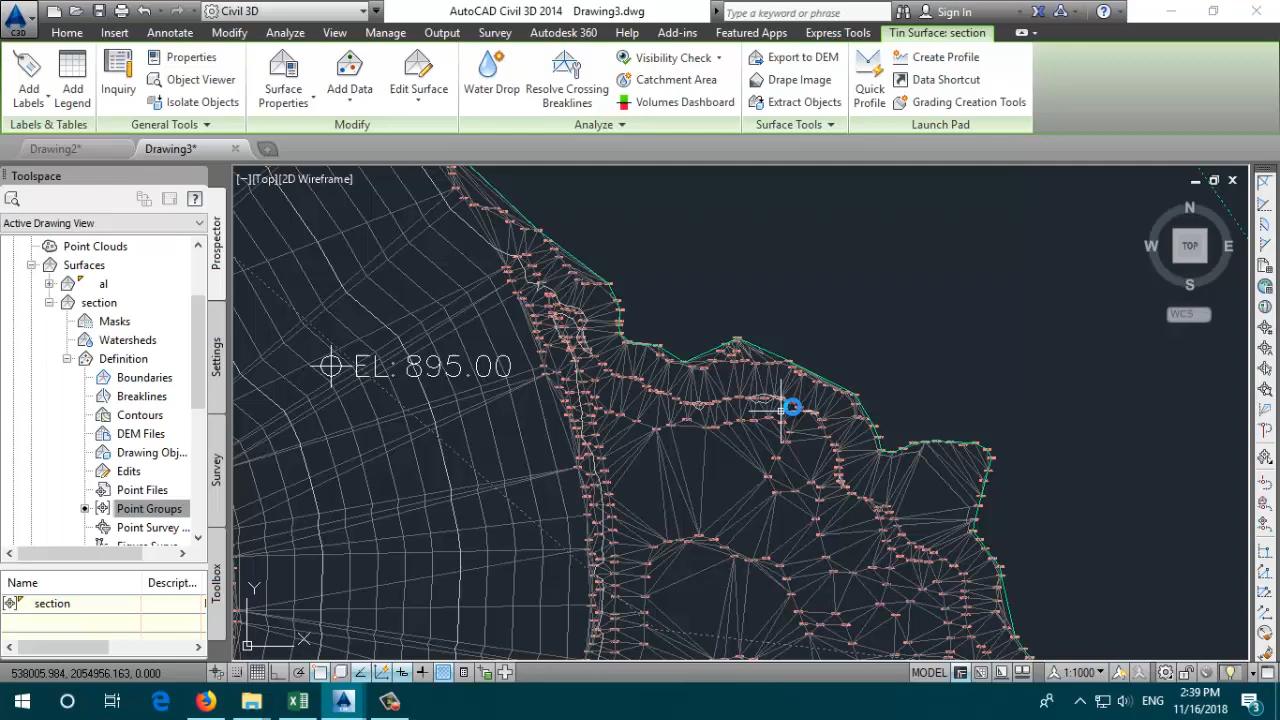 Civil 3D
AutoCAD Civil 3D 2014 Drawing3.dwg
Type a keyword or phrase
Sign In
C3D
Home Insert Annotate Modify Analyze View Manage Output Survey Autodesk 360 Help Add-ins Featured Apps Express Tools Tin Surface: section
Add Labels
Add Legend
Labels & Tables
Inquiry
Properties
Object Viewer
Isolate Objects
General Tools
Surface Properties
Add Data
Edit Surface
Modify
Water Drop
Resolve Crossing Breaklines
Visibility Check
Catchment Area
Volumes Dashboard
Analyze
Export to DEM
Drape Image
Extract Objects
Surface Tools
Quick Profile
Create Profile
Data Shortcut
Grading Creation Tools
Launch Pad
Drawing2*
Drawing3*
Toolspace
Active Drawing View
Point Clouds
Surfaces
al
section
Masks
Watersheds
Definition
Boundaries
Breaklines
Contours
DEM Files
Drawing Obj...
Edits
Point Files
Point Groups
Point Survey ...
Name Descript...
section
Prospector
Settings
Survey
Toolbox
[−][Top][2D Wireframe]
EL: 895.00
N
W TOP E
S
WCS
Y
X
538005.984, 2054956.163, 0.000
MODEL
1:1000
ENG
2:39 PM
11/16/2018
3